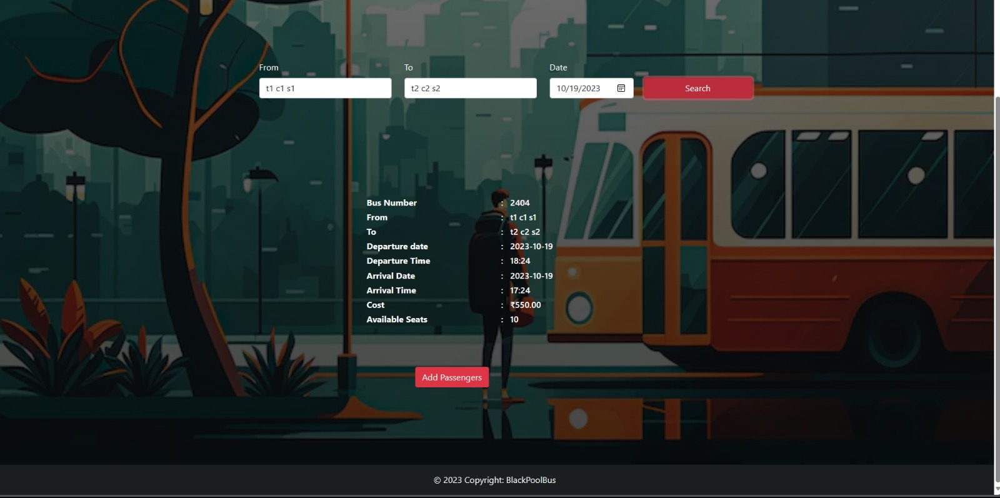 From To Date
t1 c1 s1 t2 c2 s2 10/19/2023 Search
Bus Number : 2404
From : t1 c1 s1
To : t2 c2 s2
Departure date : 2023-10-19
Departure Time : 18:24
Arrival Date : 2023-10-19
Arrival Time : 17:24
Cost : ₹550.00
Available Seats : 10
Add Passengers
© 2023 Copyright: BlackPoolBus